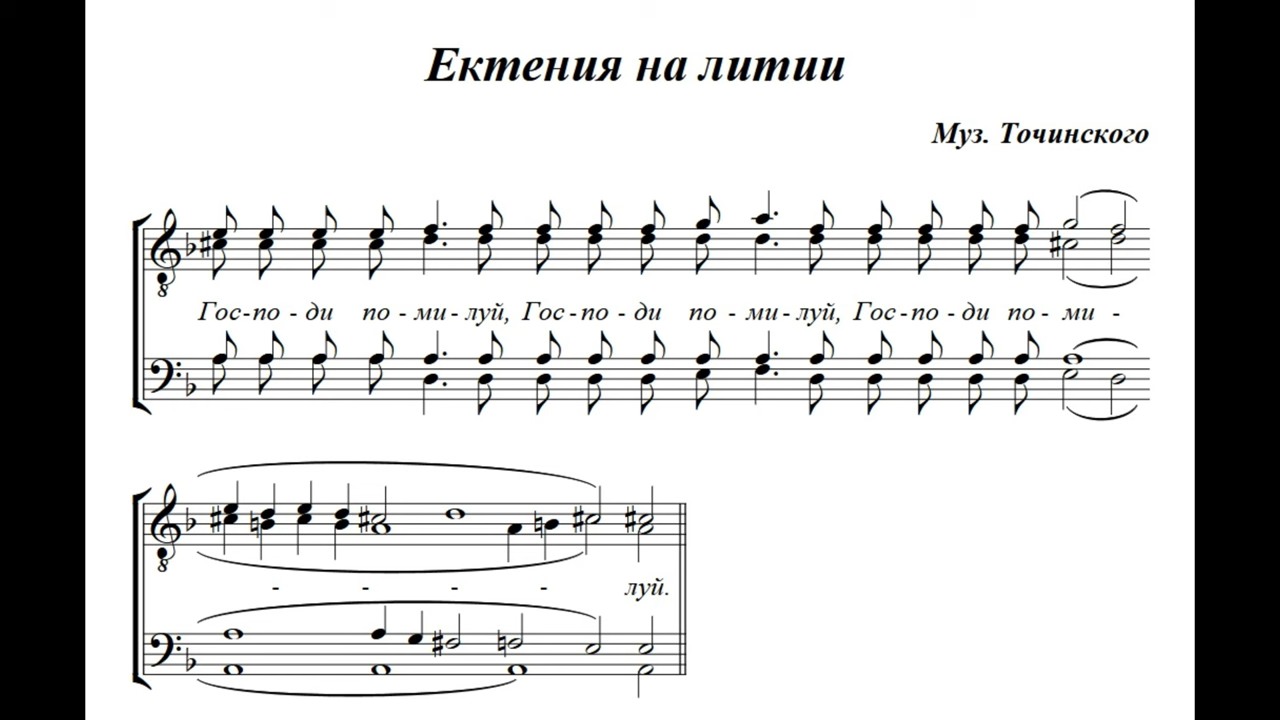 Ектения на литии
Муз. Точинского
Гос-по-ди по-ми-луй, Гос-по-ди по-ми-луй, Гос-по-ди по-ми-
- - - - луй.